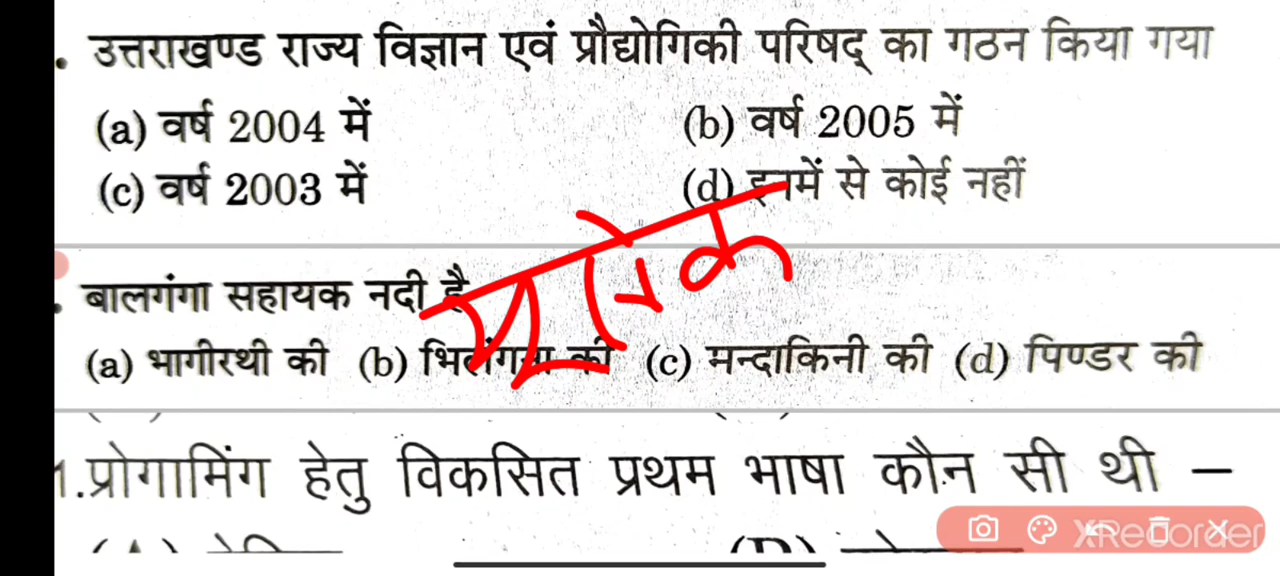 . उत्तराखण्ड राज्य विज्ञान एवं प्रौद्योगिकी परिषद् का गठन किया गया
(a) वर्ष 2004 में (b) वर्ष 2005 में
(c) वर्ष 2003 में (d) इनमें से कोई नहीं
. बालगंगा सहायक नदी है
(a) भागीरथी की (b) भिलंगना की (c) मन्दाकिनी की (d) पिण्डर की
1.प्रोगामिंग हेतु विकसित प्रथम भाषा कौन सी थी –
XRecorder